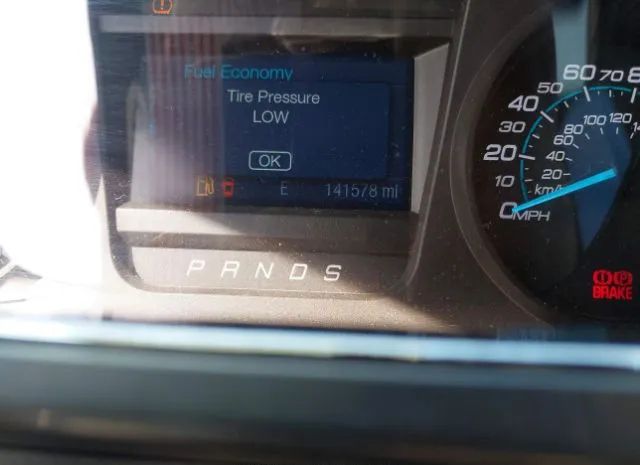 Fuel Economy
Tire Pressure
LOW
OK
E 141578 mi
P R N D S
0 10 20 30 40 50 60 70
20 40 60 80 100 120
MPH
BRAKE